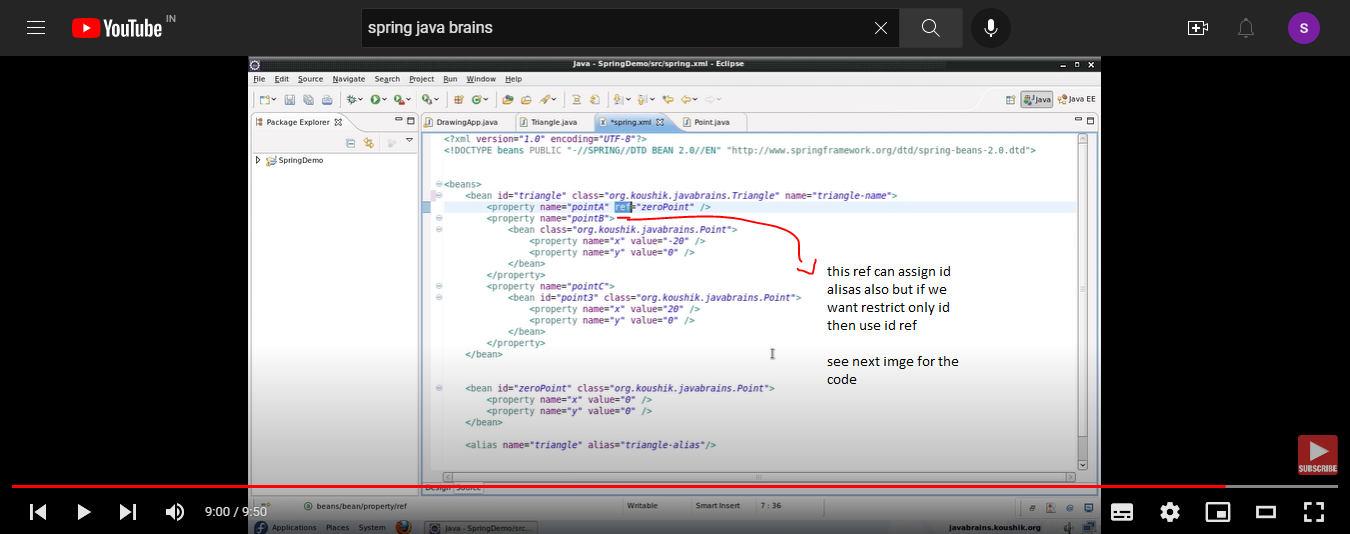 YouTube IN
spring java brains
S
Java - SpringDemo/src/spring.xml - Eclipse
File Edit Source Navigate Search Project Run Window Help
Java Java EE
Package Explorer
DrawingApp.java Triangle.java *spring.xml Point.java
SpringDemo
<?xml version="1.0" encoding="UTF-8"?>
<!DOCTYPE beans PUBLIC "-//SPRING//DTD BEAN 2.0//EN" "http://www.springframework.org/dtd/spring-beans-2.0.dtd">
<beans>
<bean id="triangle" class="org.koushik.javabrains.Triangle" name="triangle-name">
<property name="pointA" ref="zeroPoint" />
<property name="pointB">
<bean class="org.koushik.javabrains.Point">
<property name="x" value="-20" />
<property name="y" value="0" />
</bean>
</property>
<property name="pointC">
<bean id="point3" class="org.koushik.javabrains.Point">
<property name="x" value="20" />
<property name="y" value="0" />
</bean>
</property>
</bean>
<bean id="zeroPoint" class="org.koushik.javabrains.Point">
<property name="x" value="0" />
<property name="y" value="0" />
</bean>
<alias name="triangle" alias="triangle-alias"/>
this ref can assign id
alisas also but if we
want restrict only id
then use id ref
see next imge for the
code
SUBSCRIBE
Design Source
beans/bean/property/ref Writable Smart Insert 7 : 36
9:00 / 9:50
Applications Places System Java - SpringDemo/src... javabrains.koushik.org